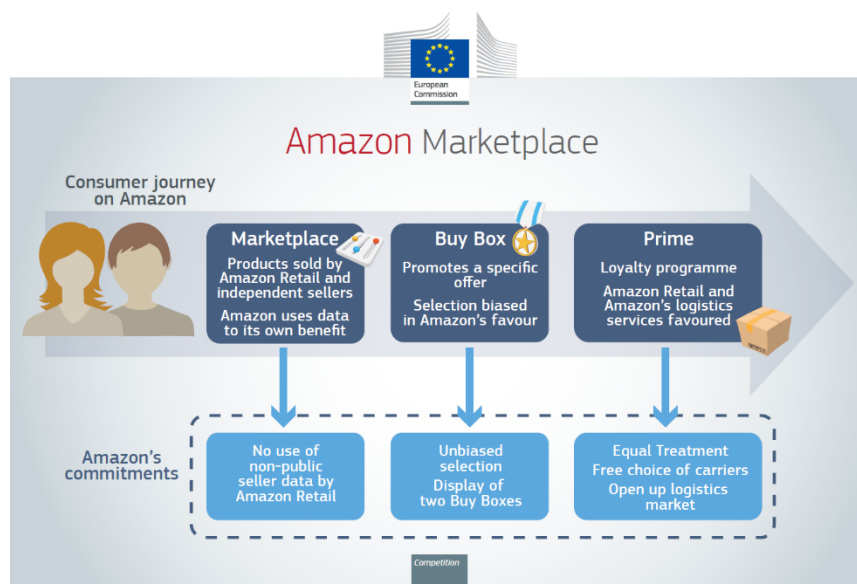 European
Commission
Amazon Marketplace
Consumer journey
on Amazon
Marketplace
Products sold by
Amazon Retail and
independent sellers
Amazon uses data
to its own benefit
Buy Box
Promotes a specific
offer
Selection biased
in Amazon's favour
Prime
Loyalty programme
Amazon Retail and
Amazon's logistics
services favoured
Amazon's
commitments
No use of
non-public
seller data by
Amazon Retail
Unbiased
selection
Display of
two Buy Boxes
Equal Treatment
Free choice of carriers
Open up logistics
market
Competition